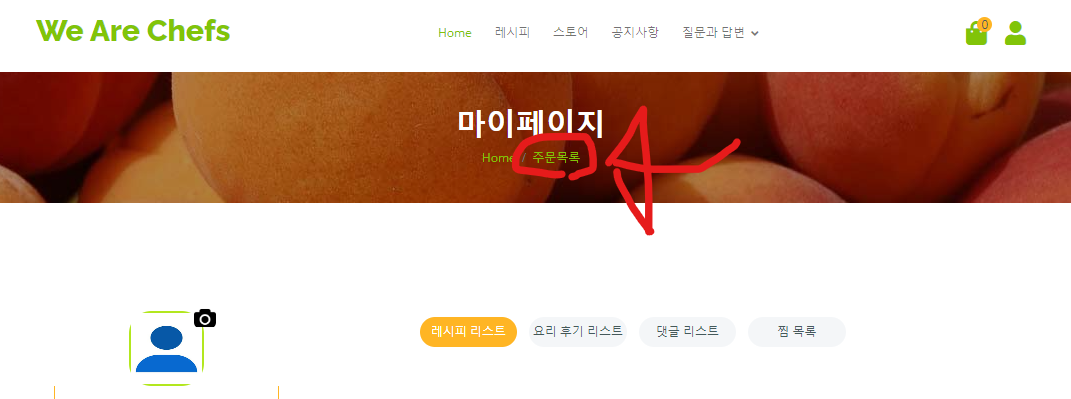 We Are Chefs
Home 레시피 스토어 공지사항 질문과 답변
0
마이페이지
Home / 주문목록
레시피 리스트 요리 후기 리스트 댓글 리스트 찜 목록